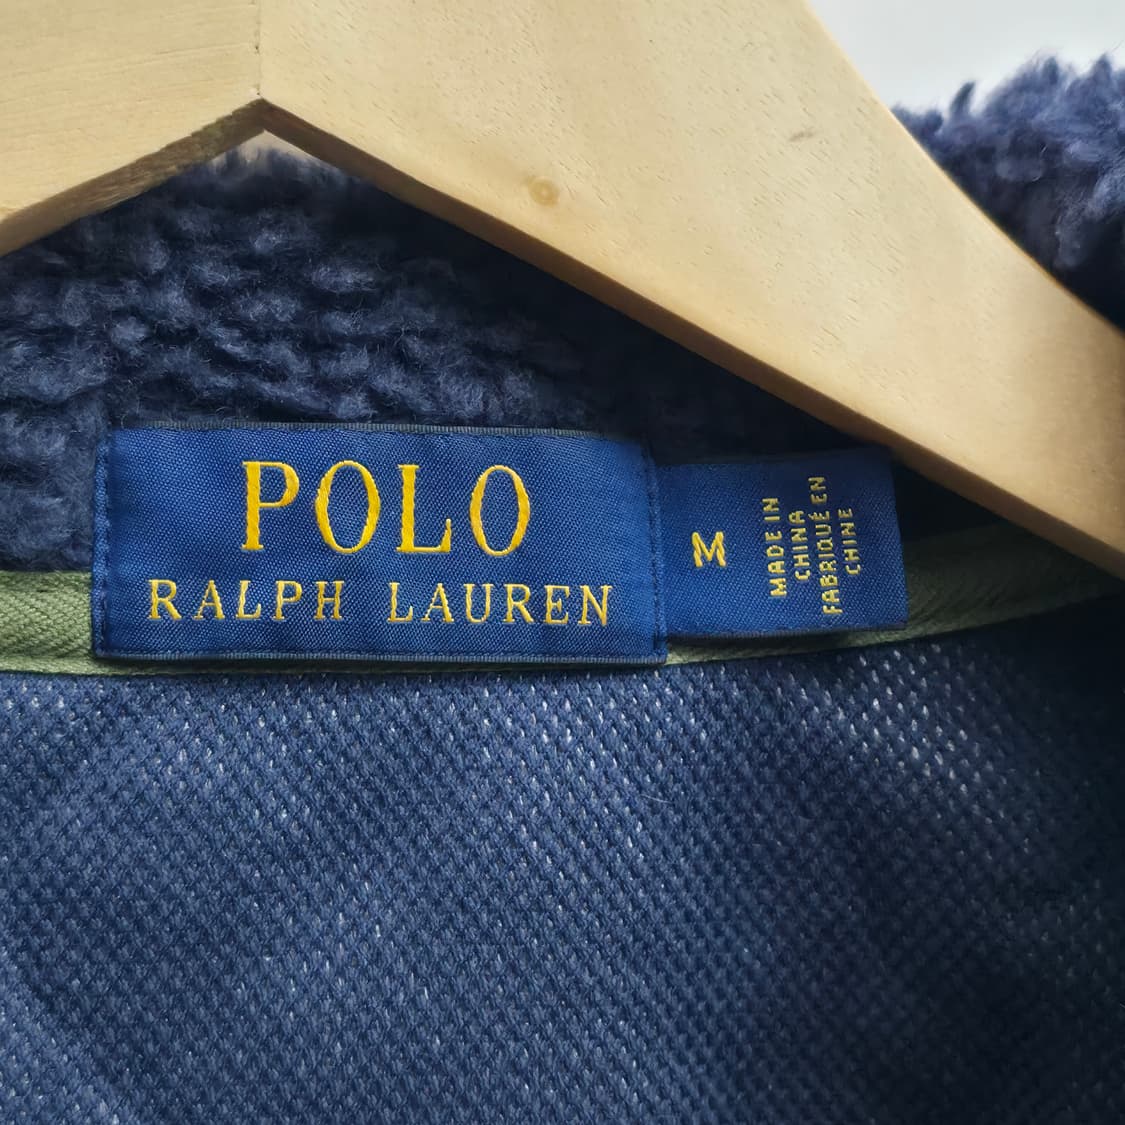 POLO
RALPH LAUREN
M
MADE IN
CHINA
FABRIQUÉ EN
CHINE